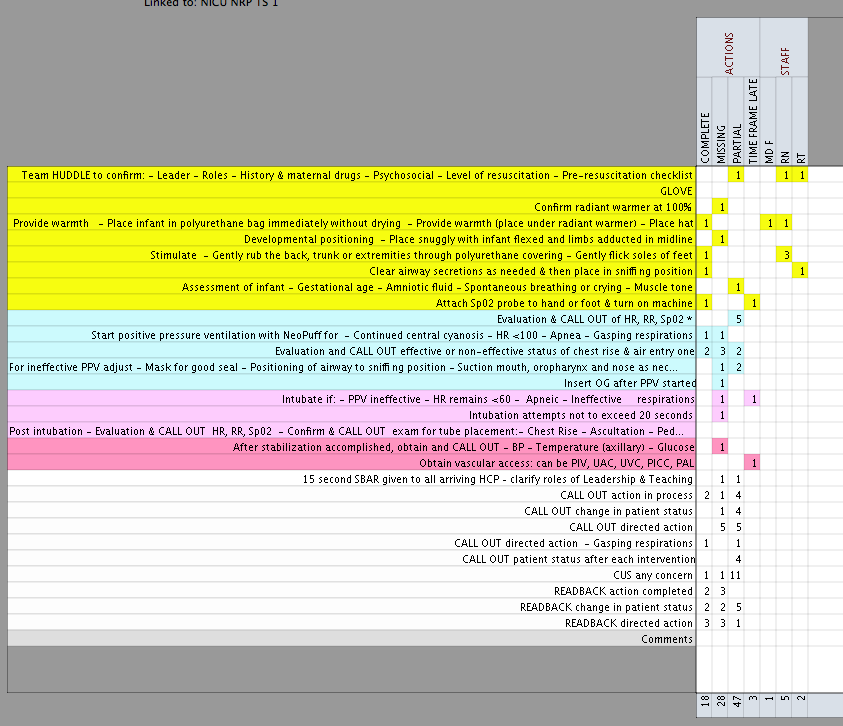 Linked to: NICU NRP TS 1
ACTIONS STAFF
COMPLETE MISSING PARTIAL TIME FRAME LATE MD F RN RT
Team HUDDLE to confirm: - Leader - Roles - History & maternal drugs - Psychosocial - Level of resuscitation - Pre-resuscitation checklist 1 1 1
GLOVE
Confirm radiant warmer at 100% 1
Provide warmth - Place infant in polyurethane bag immediately without drying - Provide warmth (place under radiant warmer) - Place hat 1 1 1
Developmental positioning - Place snuggly with infant flexed and limbs adducted in midline 1
Stimulate - Gently rub the back, trunk or extremities through polyurethane covering - Gently flick soles of feet 1 3
Clear airway secretions as needed & then place in sniffing position 1 1
Assessment of infant - Gestational age - Amniotic fluid - Spontaneous breathing or crying - Muscle tone 1
Attach Sp02 probe to hand or foot & turn on machine 1 1
Evaluation & CALL OUT of HR, RR, Sp02 * 5
Start positive pressure ventilation with NeoPuff for - Continued central cyanosis - HR <100 - Apnea - Gasping respirations 1 1
Evaluation and CALL OUT effective or non-effective status of chest rise & air entry one 2 3 2
For ineffective PPV adjust - Mask for good seal - Positioning of airway to sniffing position - Suction mouth, oropharynx and nose as nec... 1 2
Insert OG after PPV started 1
Intubate if: - PPV ineffective - HR remains <60 - Apneic - Ineffective respirations 1 1
Intubation attempts not to exceed 20 seconds 1
Post intubation - Evaluation & CALL OUT HR, RR, Sp02 - Confirm & CALL OUT exam for tube placement:- Chest Rise - Ascultation - Ped...
After stabilization accomplished, obtain and CALL OUT - BP - Temperature (axillary) - Glucose 1
Obtain vascular access: can be PIV, UAC, UVC, PICC, PAL 1
15 second SBAR given to all arriving HCP - clarify roles of Leadership & Teaching 1 1
CALL OUT action in process 2 1 4
CALL OUT change in patient status 1 4
CALL OUT directed action 5 5
CALL OUT directed action - Gasping respirations 1 1
CALL OUT patient status after each intervention 4
CUS any concern 1 1 11
READBACK action completed 2 3
READBACK change in patient status 2 2 5
READBACK directed action 3 3 1
Comments
18 28 47 3 1 5 2